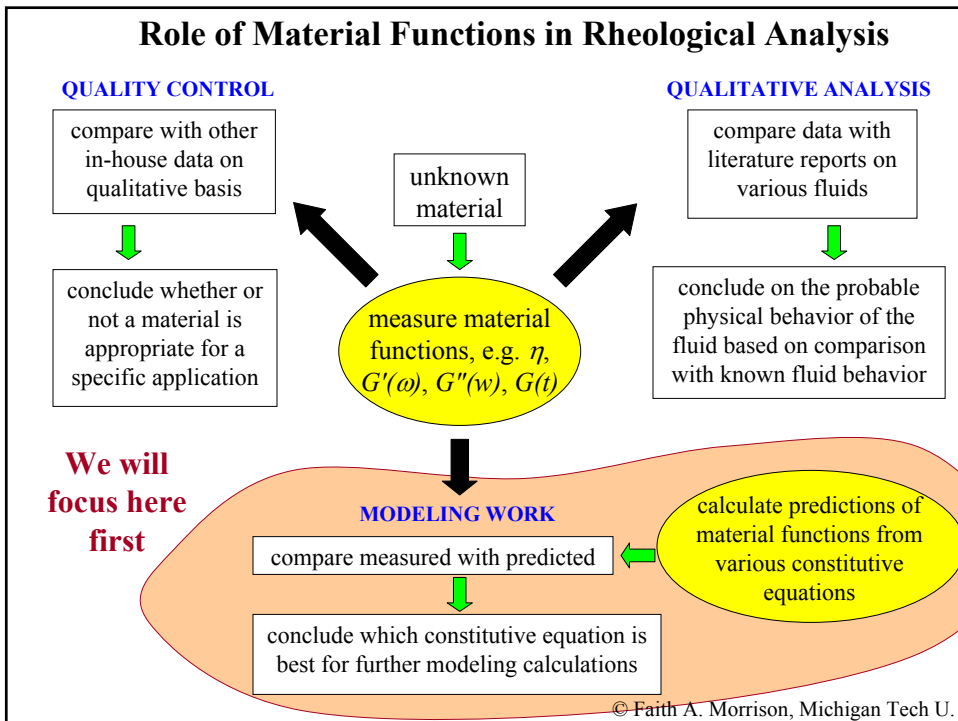 Role of Material Functions in Rheological Analysis
QUALITY CONTROL
compare with other
in-house data on
qualitative basis
conclude whether or
not a material is
appropriate for a
specific application
unknown
material
measure material
functions, e.g. η,
G'(ω), G"(w), G(t)
QUALITATIVE ANALYSIS
compare data with
literature reports on
various fluids
conclude on the probable
physical behavior of the
fluid based on comparison
with known fluid behavior
We will
focus here
first
MODELING WORK
compare measured with predicted
conclude which constitutive equation is
best for further modeling calculations
calculate predictions of
material functions from
various constitutive
equations
© Faith A. Morrison, Michigan Tech U.